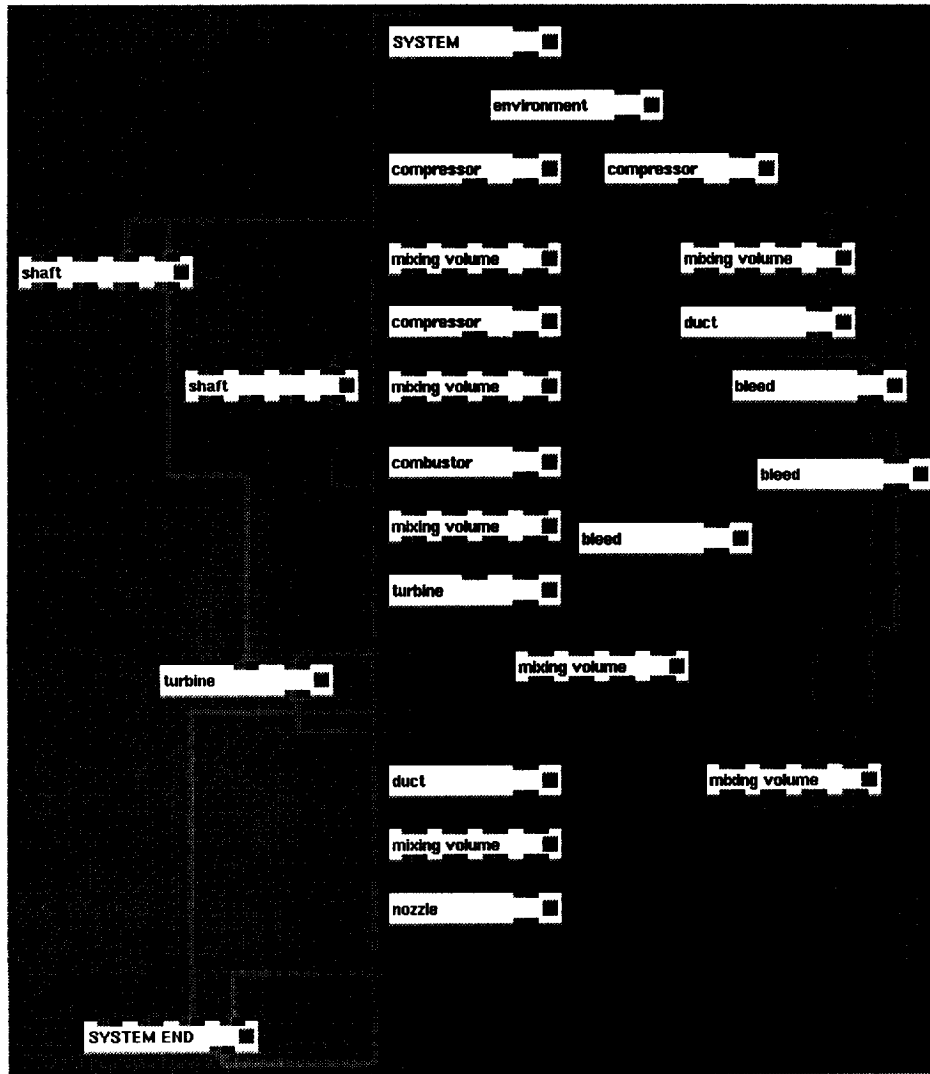 SYSTEM
environment
compressor
compressor
shaft
mixing volume
mixing volume
compressor
duct
shaft
mixing volume
bleed
combustor
bleed
mixing volume
bleed
turbine
mixing volume
turbine
duct
mixing volume
mixing volume
nozzle
SYSTEM END